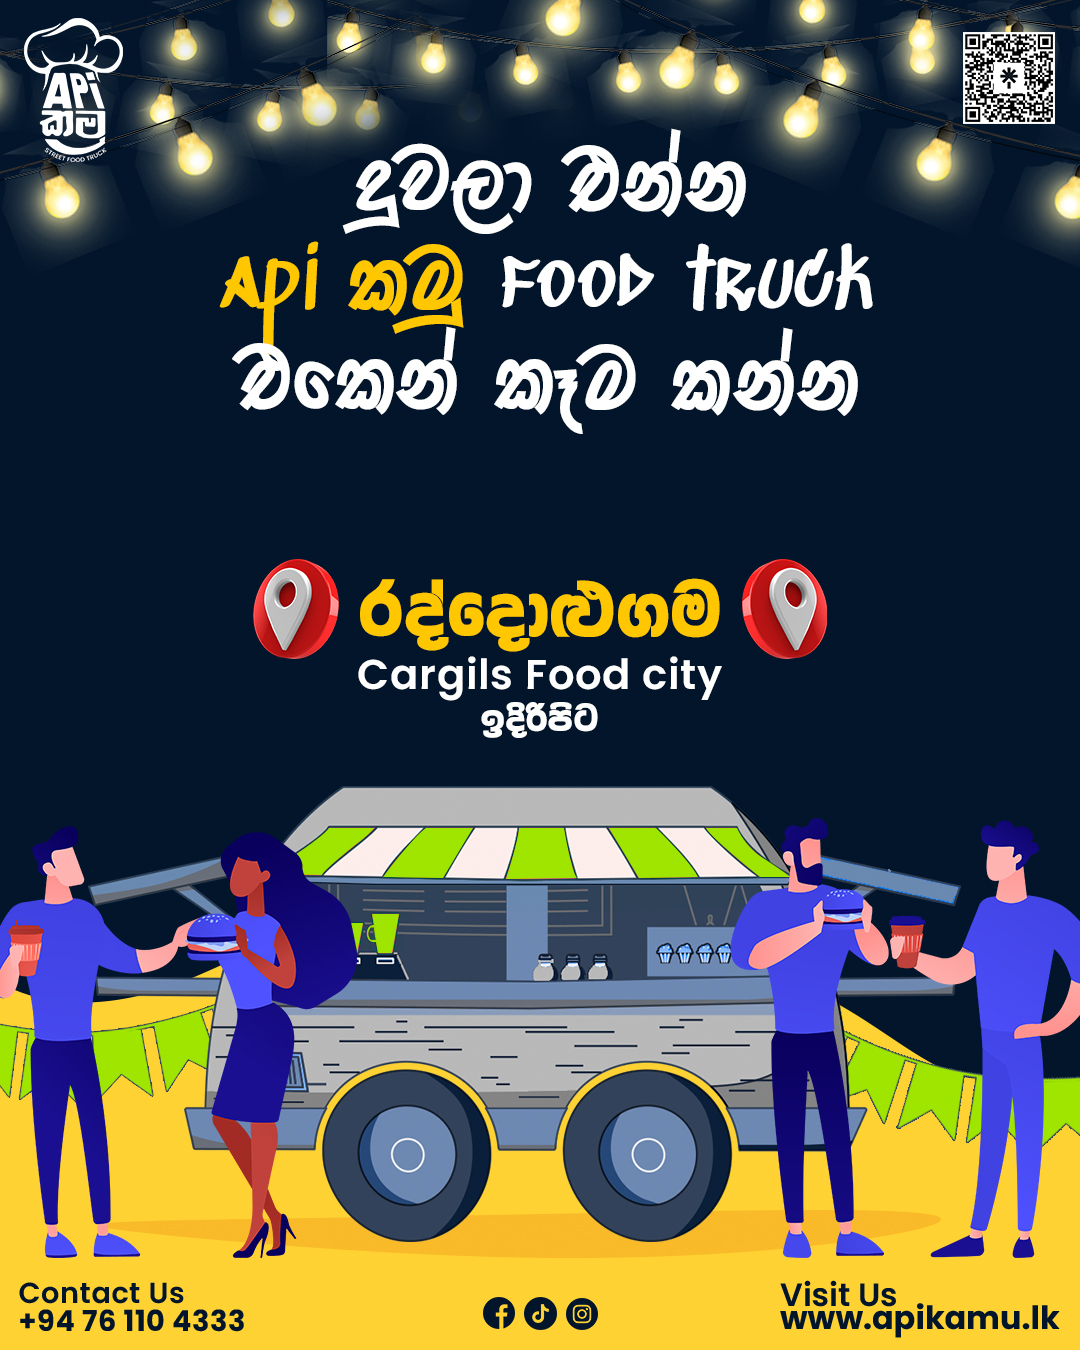 Api
කමු
STREET FOOD TRUCK
දුවලා එන්න
Api කමු FOOD TRUCK
එකෙන් කෑම කන්න
රද්දොළුගම
Cargils Food city
ඉදිරිපිට
Contact Us
+94 76 110 4333
Visit Us
www.apikamu.lk